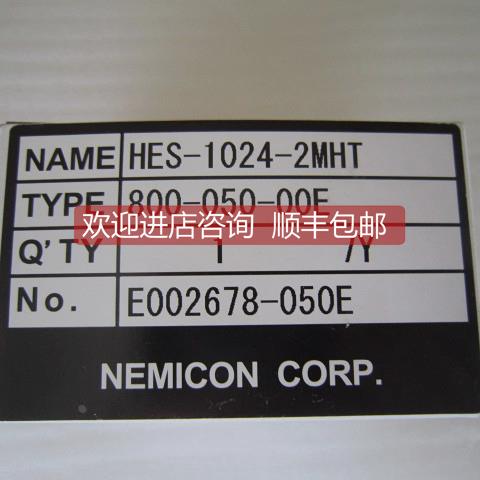 NAME HES-1024-2MHT
TYPE 800-050-00E
欢迎进店咨询 顺丰包邮
Q'TY 1 /Y
No. E002678-050E
NEMICON CORP.